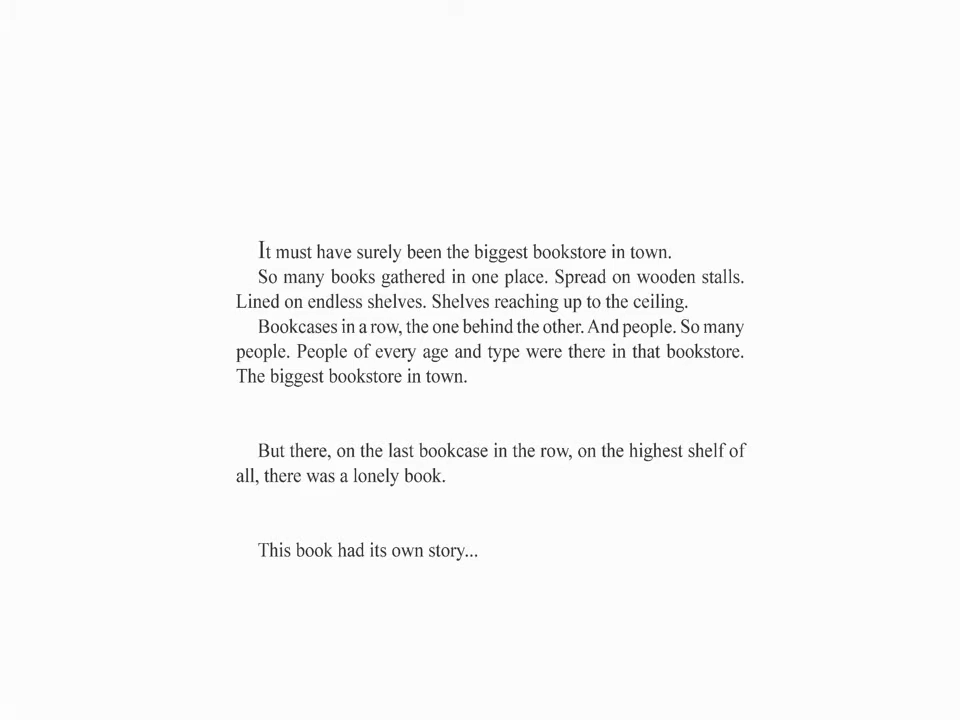 It must have surely been the biggest bookstore in town.
So many books gathered in one place. Spread on wooden stalls.
Lined on endless shelves. Shelves reaching up to the ceiling.
Bookcases in a row, the one behind the other. And people. So many
people. People of every age and type were there in that bookstore.
The biggest bookstore in town.
But there, on the last bookcase in the row, on the highest shelf of
all, there was a lonely book.
This book had its own story...